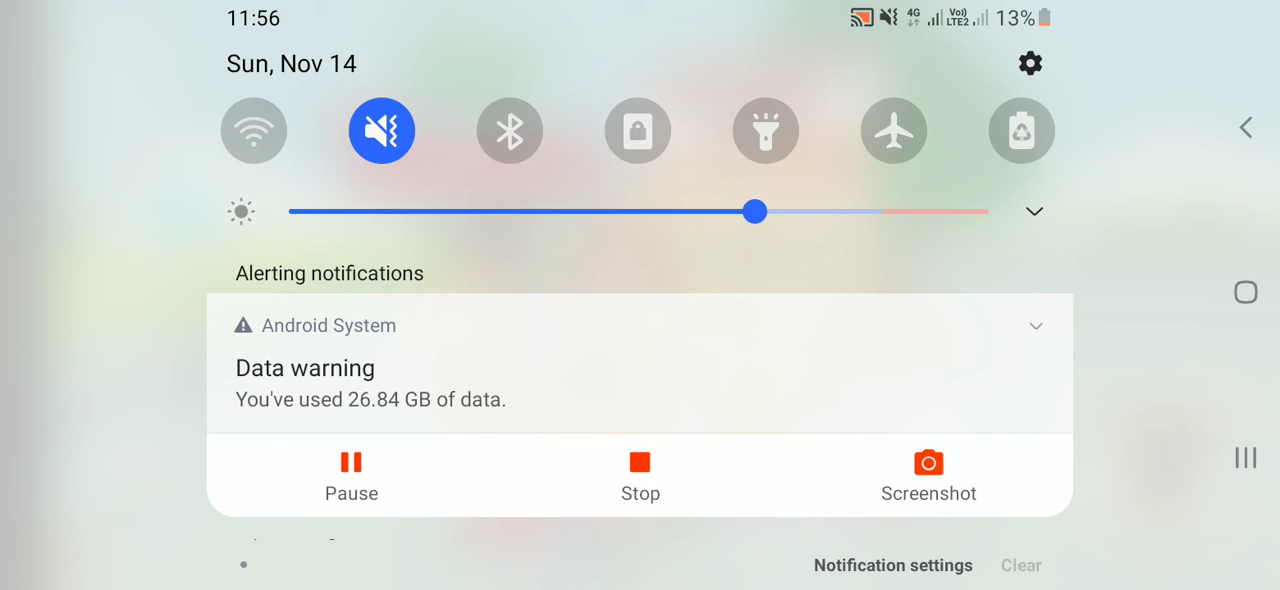 11:56 4G Vo) LTE2 13%
Sun, Nov 14
Alerting notifications
Android System
Data warning
You've used 26.84 GB of data.
Pause Stop Screenshot
Notification settings Clear